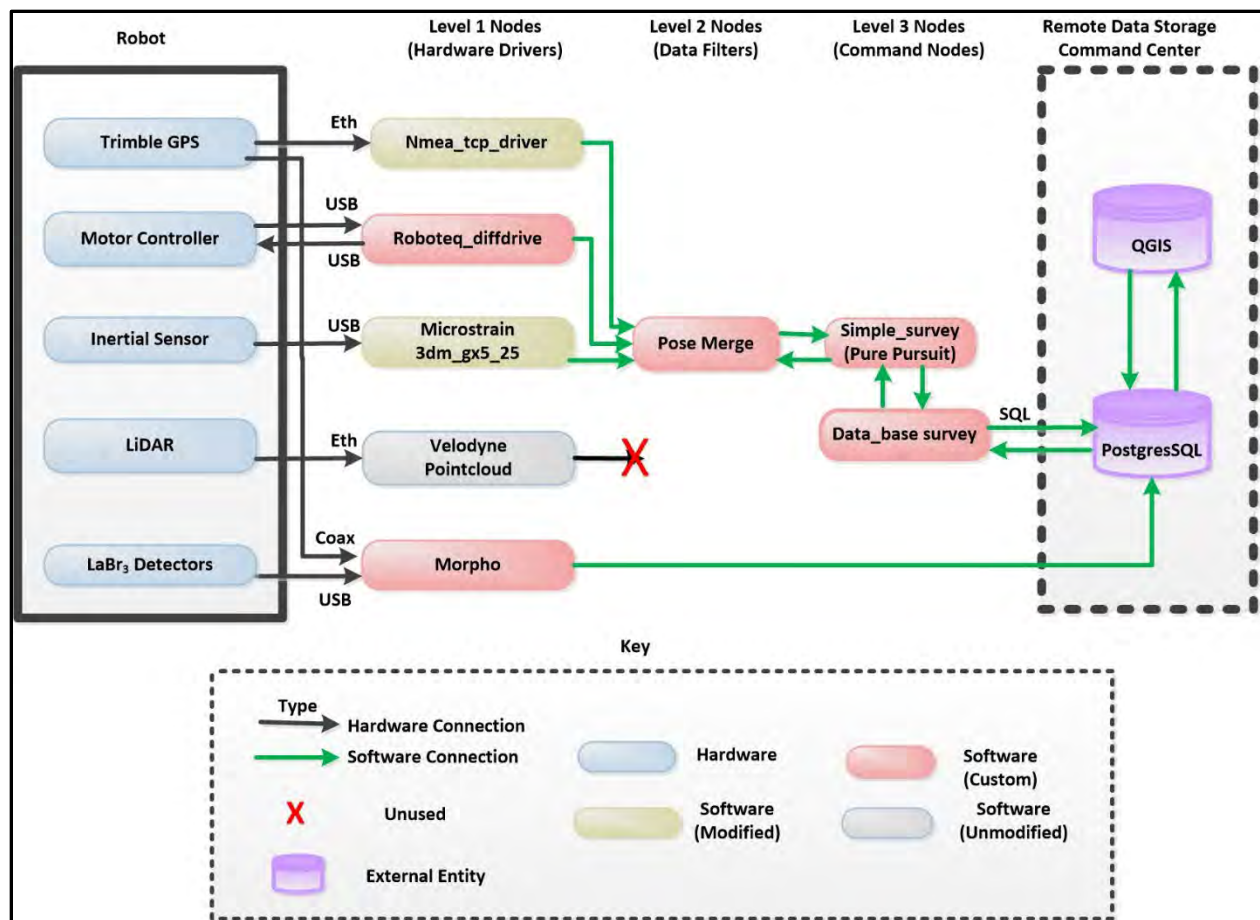 Robot
Level 1 Nodes
(Hardware Drivers)
Level 2 Nodes
(Data Filters)
Level 3 Nodes
(Command Nodes)
Remote Data Storage
Command Center
Trimble GPS
Eth
Nmea_tcp_driver
Motor Controller
USB
USB
Roboteq_diffdrive
Inertial Sensor
USB
Microstrain
3dm_gx5_25
Pose Merge
Simple_survey
(Pure Pursuit)
QGIS
LiDAR
Eth
Velodyne
Pointcloud
X
Data_base survey
SQL
PostgresSQL
LaBr₃ Detectors
Coax
USB
Morpho
Key
Type
Hardware Connection
Software Connection
X
Unused
External Entity
Hardware
Software
(Modified)
Software
(Custom)
Software
(Unmodified)